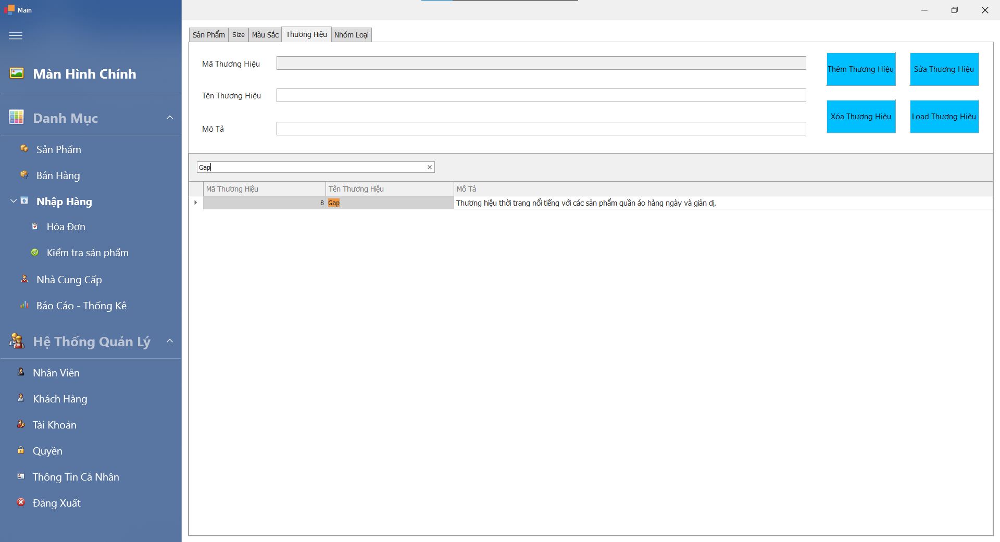 Main
Màn Hình Chính
Danh Mục
Sản Phẩm
Bán Hàng
Nhập Hàng
Hóa Đơn
Kiểm tra sản phẩm
Nhà Cung Cấp
Báo Cáo - Thống Kê
Hệ Thống Quản Lý
Nhân Viên
Khách Hàng
Tài Khoản
Quyền
Thông Tin Cá Nhân
Đăng Xuất
Sản Phẩm Size Màu Sắc Thương Hiệu Nhóm Loại
Mã Thương Hiệu
Tên Thương Hiệu
Mô Tả
Thêm Thương Hiệu Sửa Thương Hiệu
Xóa Thương Hiệu Load Thương Hiệu
Gap
Mã Thương Hiệu Tên Thương Hiệu Mô Tả
8 Gap Thương hiệu thời trang nổi tiếng với các sản phẩm quần áo hàng ngày và giản dị.